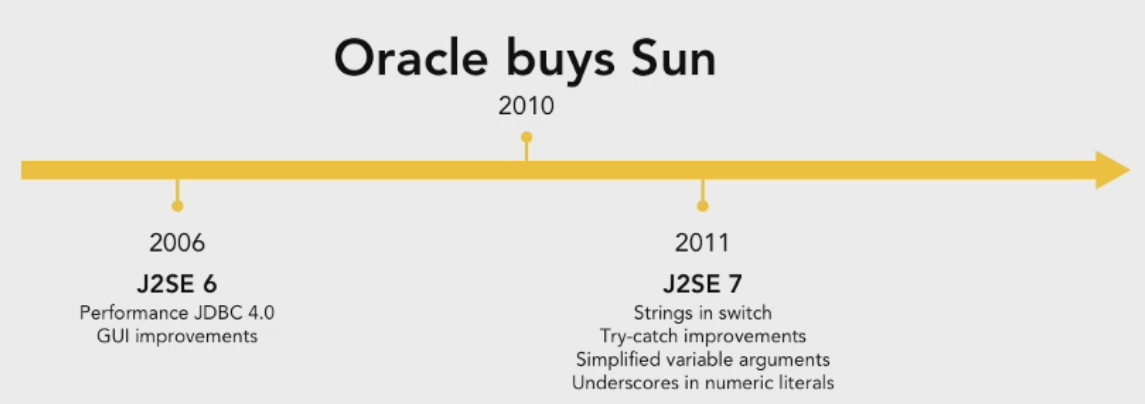 Oracle buys Sun
2010
2006
J2SE 6
Performance JDBC 4.0
GUI improvements
2011
J2SE 7
Strings in switch
Try-catch improvements
Simplified variable arguments
Underscores in numeric literals